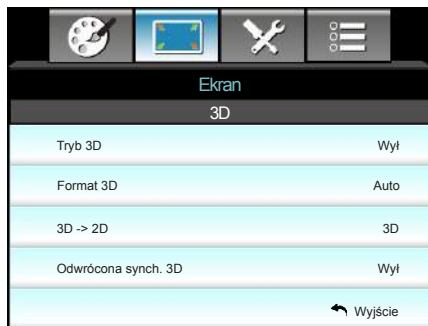 Ekran
3D
Tryb 3D Wył
Format 3D Auto
3D -> 2D 3D
Odwrócona synch. 3D Wył
Wyjście